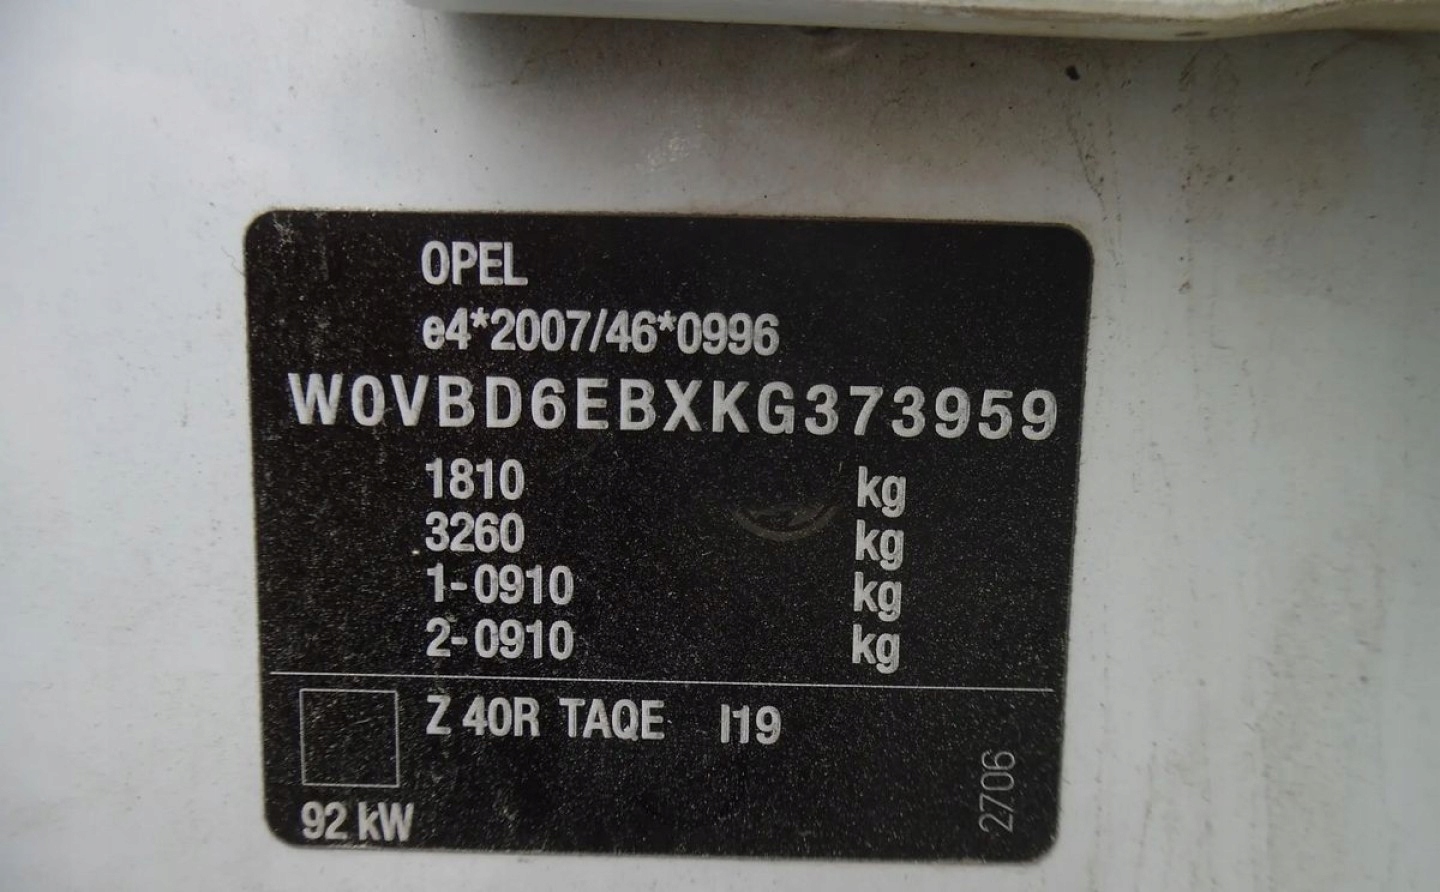 OPEL
e4*2007/46*0996
W0VBD6EBXKG373959
1810 kg
3260 kg
1-0910 kg
2-0910 kg
Z 40R TAQE I19
92 kW
2706